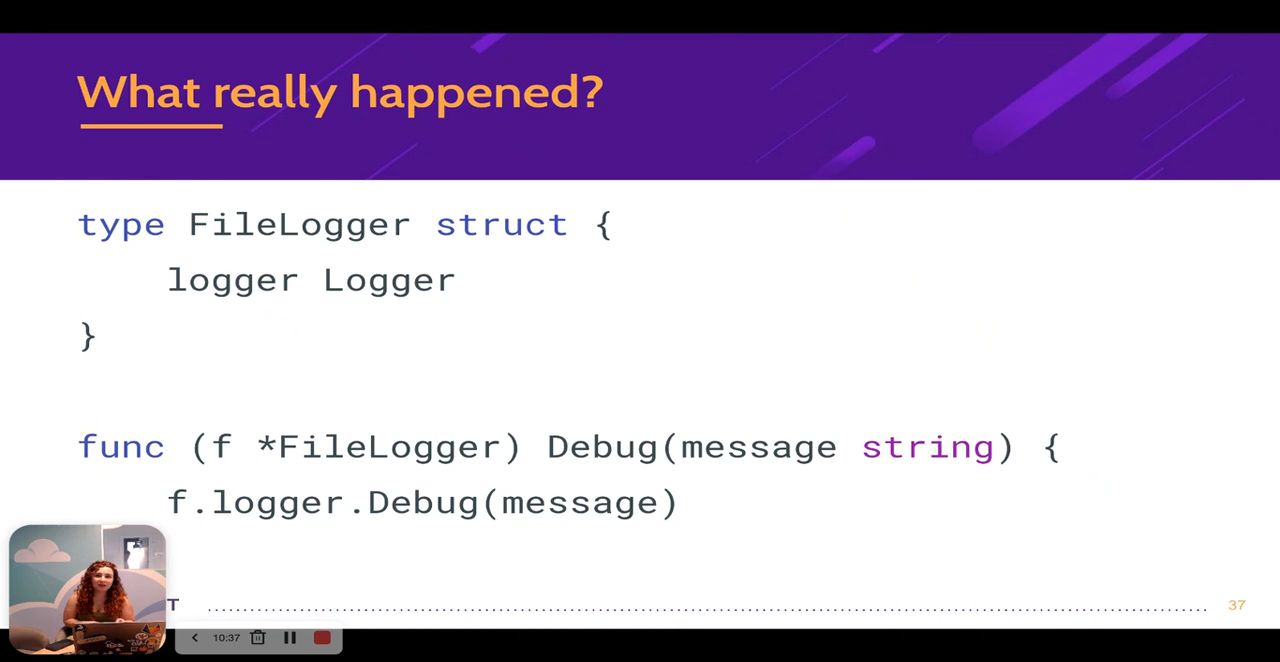 What really happened?
type FileLogger struct {
    logger Logger
}
func (f *FileLogger) Debug(message string) {
    f.logger.Debug(message)
T
37
10:37